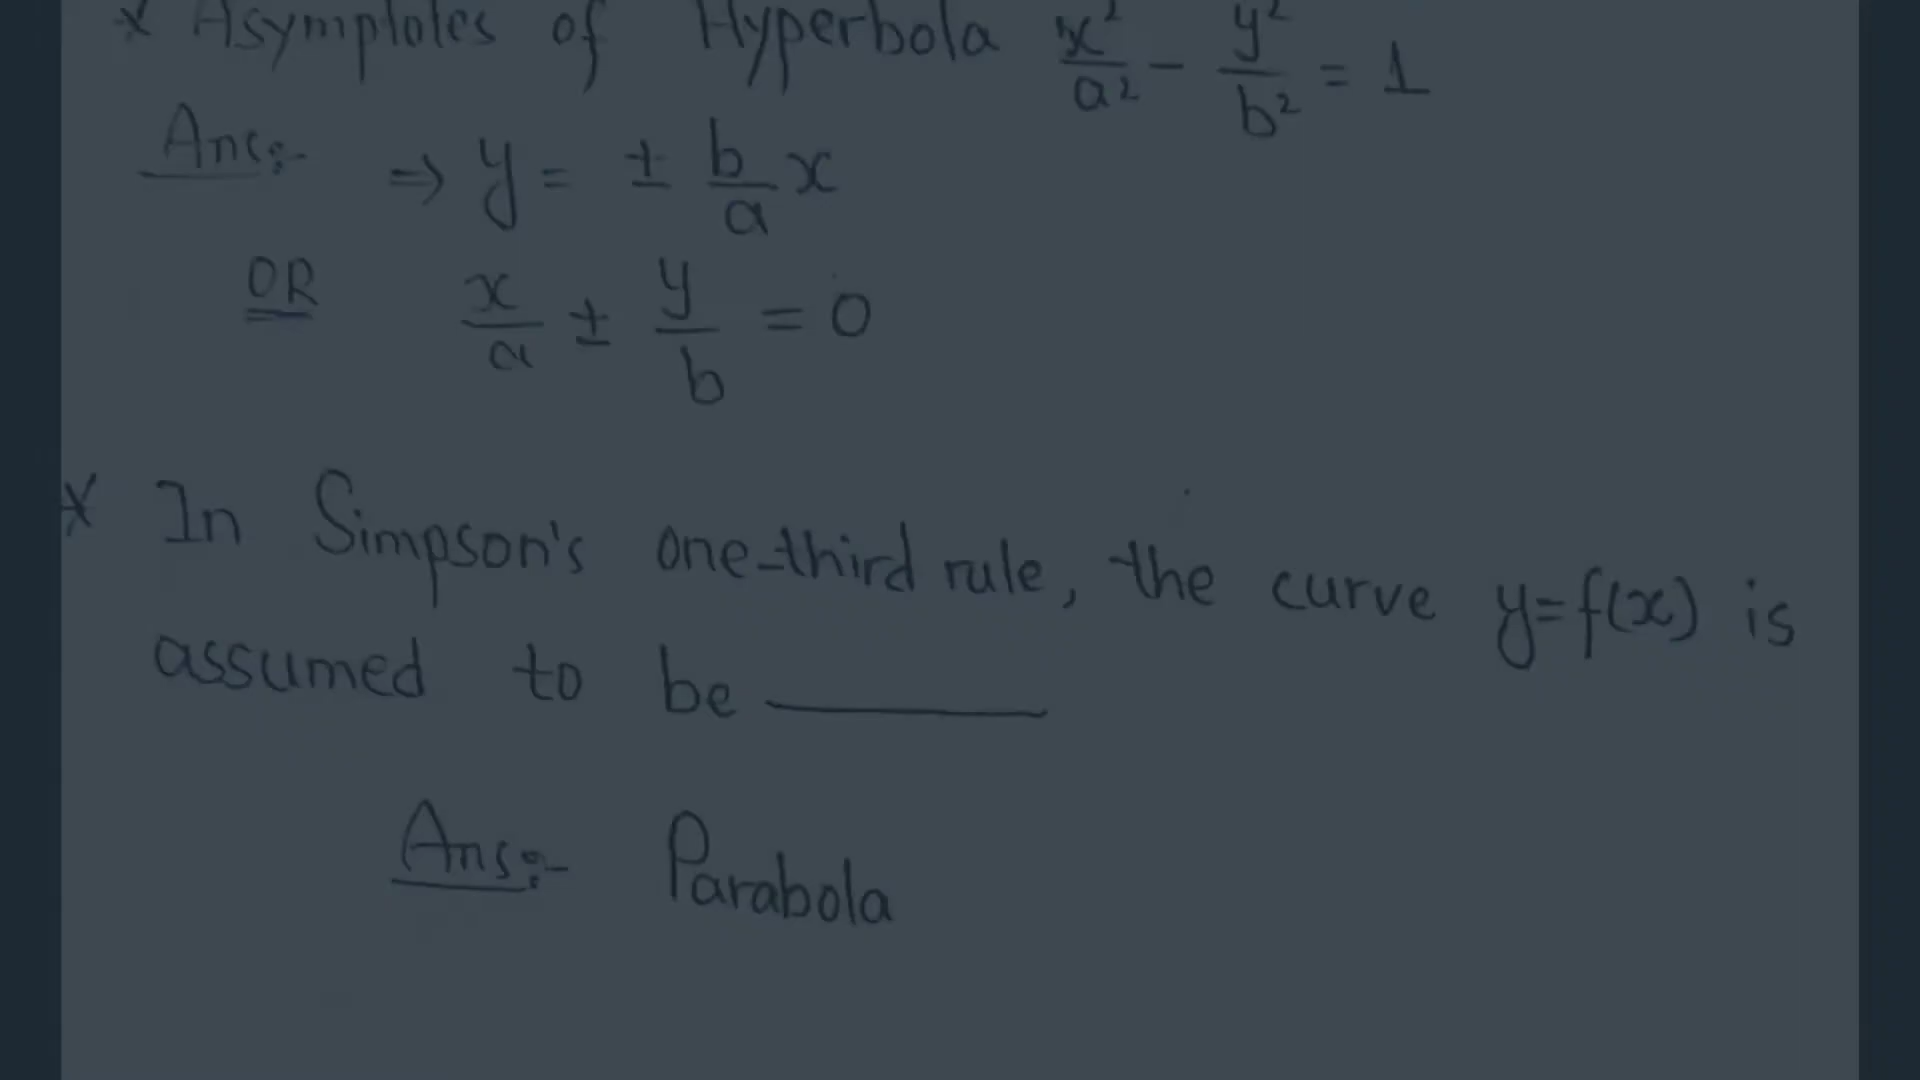 * Asymptotes of Hyperbola x²/a² - y²/b² = 1
Ans:- ⇒ y = ± b/a x
OR x/a ± y/b = 0
* In Simpson's one-third rule, the curve y=f(x) is
assumed to be ______
Ans:- Parabola